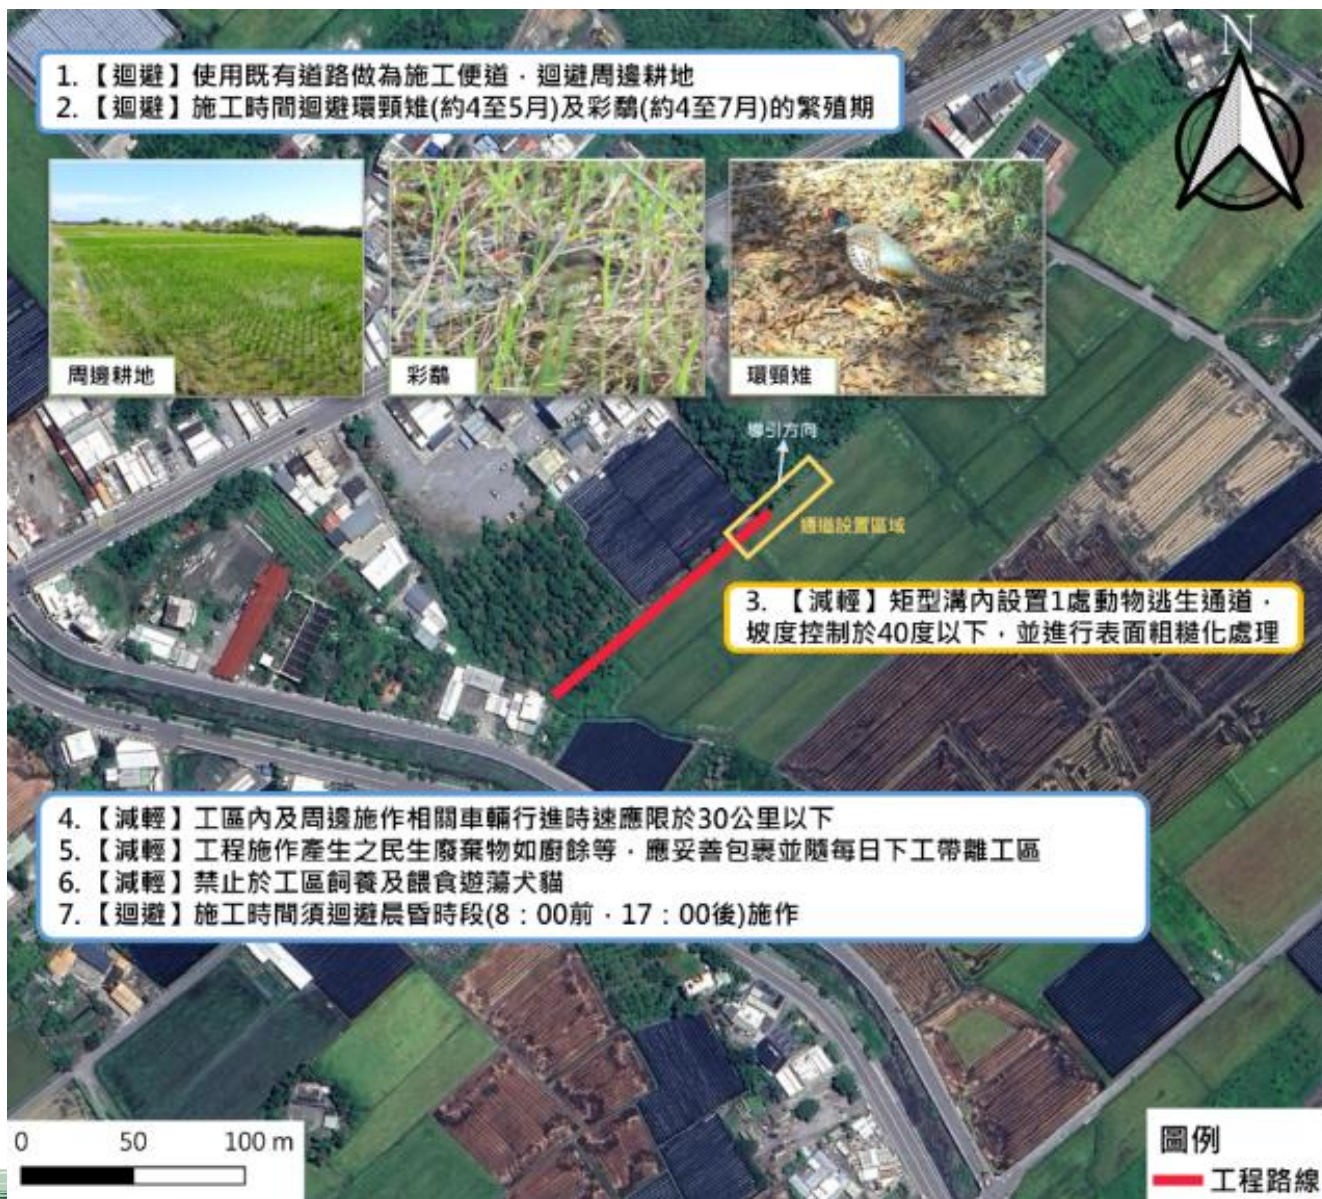 N
1. 【迴避】使用既有道路做為施工便道，迴避周邊耕地
2. 【迴避】施工時間迴避環頸雉(約4至5月)及彩鷸(約4至7月)的繁殖期
周邊耕地
彩鷸
環頸雉
導引方向
通道設置區域
3. 【減輕】矩型溝內設置1處動物逃生通道，
坡度控制於40度以下，並進行表面粗糙化處理
4. 【減輕】工區內及周邊施作相關車輛行進時速應限於30公里以下
5. 【減輕】工程施作產生之民生廢棄物如廚餘等，應妥善包裹並隨每日下工帶離工區
6. 【減輕】禁止於工區飼養及餵食遊蕩犬貓
7. 【迴避】施工時間須迴避晨昏時段(8：00前，17：00後)施作
0 50 100 m
圖例
工程路線